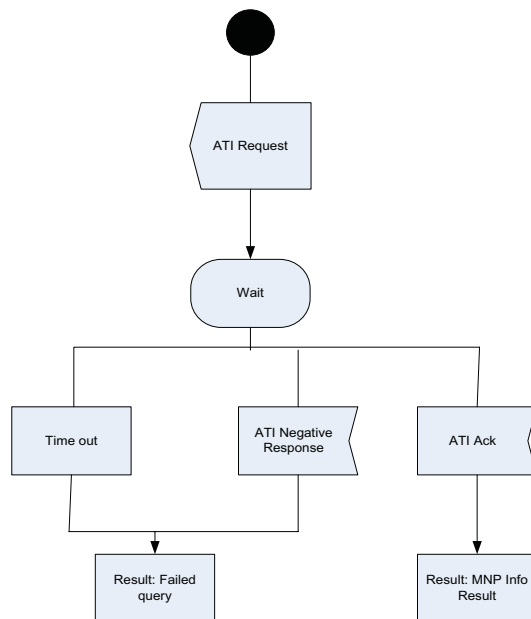 ATI Request
Wait
Time out
ATI Negative
Response
ATI Ack
Result: Failed
query
Result: MNP Info
Result